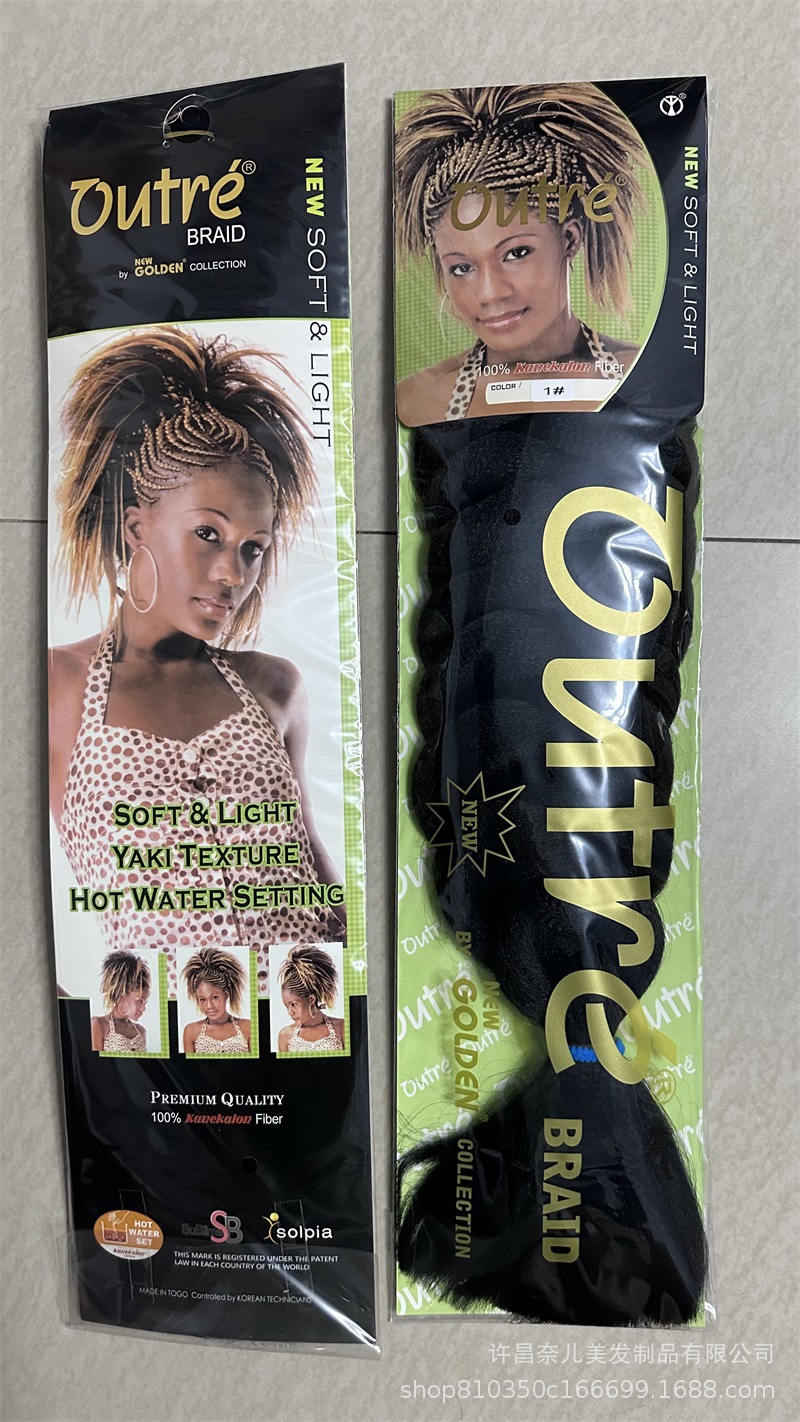 Outré®
BRAID
by NEW GOLDEN® COLLECTION
NEW SOFT & LIGHT
SOFT & LIGHT
YAKI TEXTURE
HOT WATER SETTING
PREMIUM QUALITY
100% Kanekalon Fiber
HOT
WATER
SET
Kanekalon
SB
solpia
THIS MARK IS REGISTERED UNDER THE PATENT
LAW IN EACH COUNTRY OF THE WORLD
MADE IN TOGO Controlled by KOREAN TECHNICIANS
Outré®
NEW SOFT & LIGHT
100% Kanekalon Fiber
COLOR / 1#
Outré®
BRAID
NEW
BY NEW GOLDEN COLLECTION
Outré
许昌奈儿美发制品有限公司
shop810350c166699.1688.com